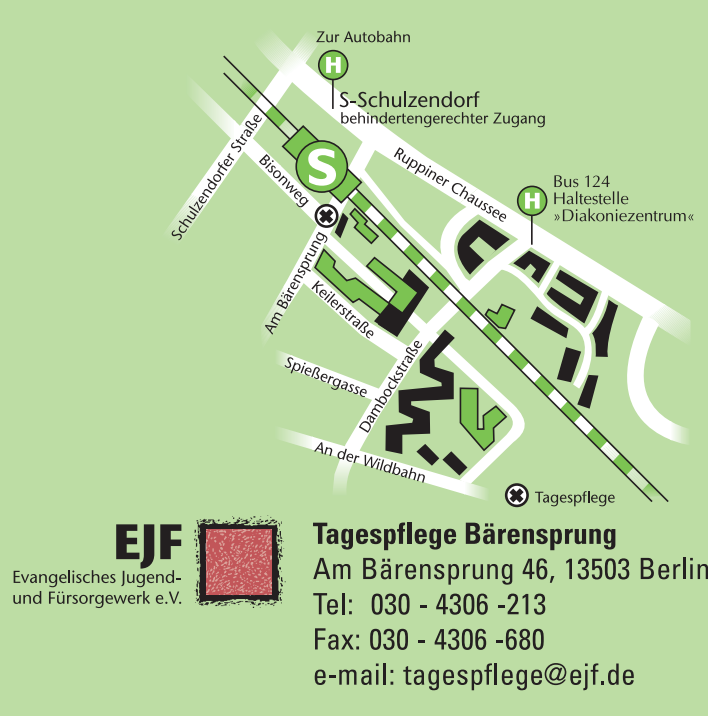 Zur Autobahn
H
S-Schulzendorf
behindertengerechter Zugang
Schulzendorfer Straße
Bisonweg
S
Ruppiner Chaussee
H
Bus 124
Haltestelle
»Diakoniezentrum«
Am Bärensprung
Keilerstraße
Spießergasse
Dambockstraße
An der Wildbahn
Tagespflege
EJF
Evangelisches Jugend-
und Fürsorgewerk e.V.
Tagespflege Bärensprung
Am Bärensprung 46, 13503 Berlin
Tel: 030 - 4306 -213
Fax: 030 - 4306 -680
e-mail: tagespflege@ejf.de